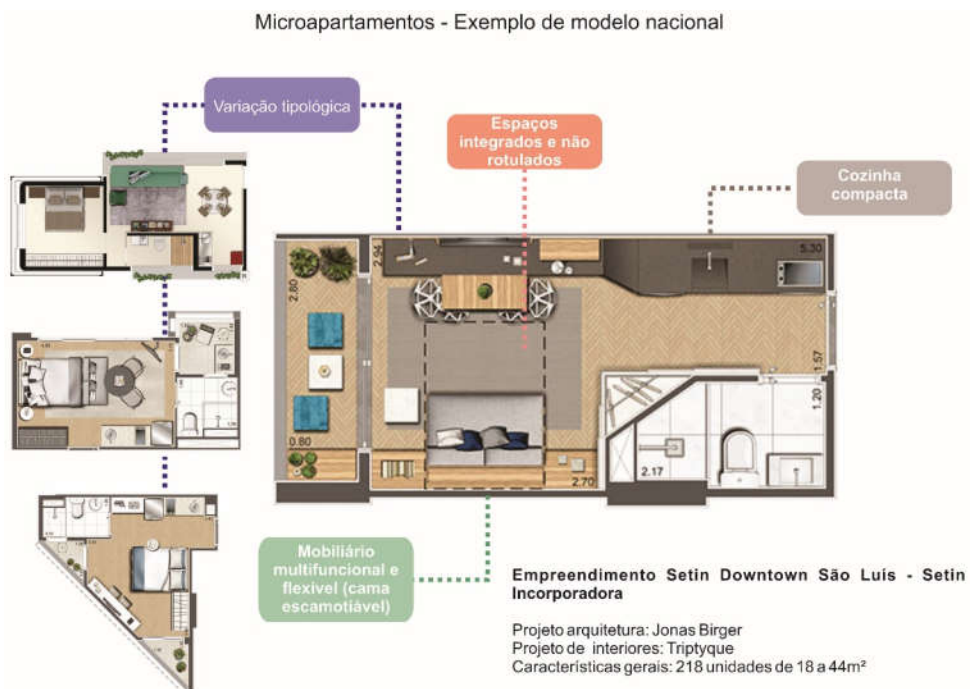 Microapartamentos - Exemplo de modelo nacional
Variação tipológica
Espaços
integrados e não
rotulados
Cozinha
compacta
2.94
5.30
2.80
1.57
1.20
0.80
2.17
2.70
Mobiliário
multifuncional e
flexível (cama
escamotiável)
Empreendimento Setin Downtown São Luís - Setin
Incorporadora
Projeto arquitetura: Jonas Birger
Projeto de interiores: Triptyque
Características gerais: 218 unidades de 18 a 44m²